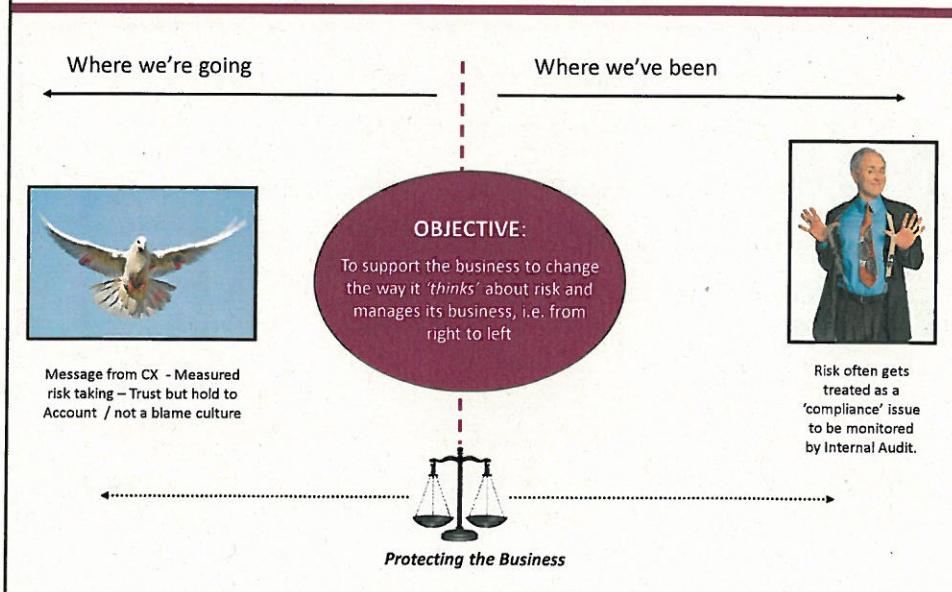 Where we're going
Where we've been
OBJECTIVE:
To support the business to change
the way it 'thinks' about risk and
manages its business, i.e. from
right to left
Message from CX - Measured
risk taking – Trust but hold to
Account / not a blame culture
Risk often gets
treated as a
'compliance' issue
to be monitored
by Internal Audit.
Protecting the Business